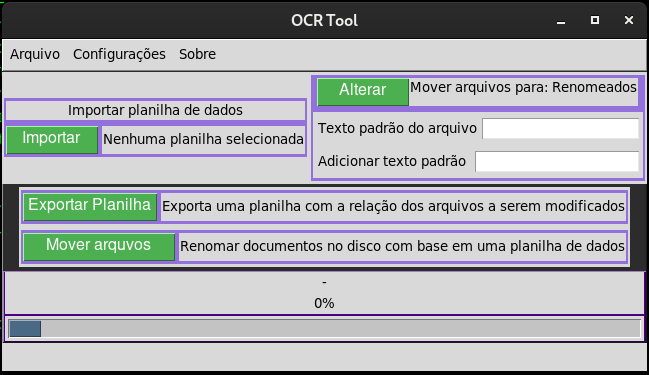 OCR Tool
Arquivo Configurações Sobre
Importar planilha de dados
Importar Nenhuma planilha selecionada
Alterar Mover arquivos para: Renomeados
Texto padrão do arquivo
Adicionar texto padrão
Exportar Planilha Exporta uma planilha com a relação dos arquivos a serem modificados
Mover arquvos Renomar documentos no disco com base em uma planilha de dados
-
0%